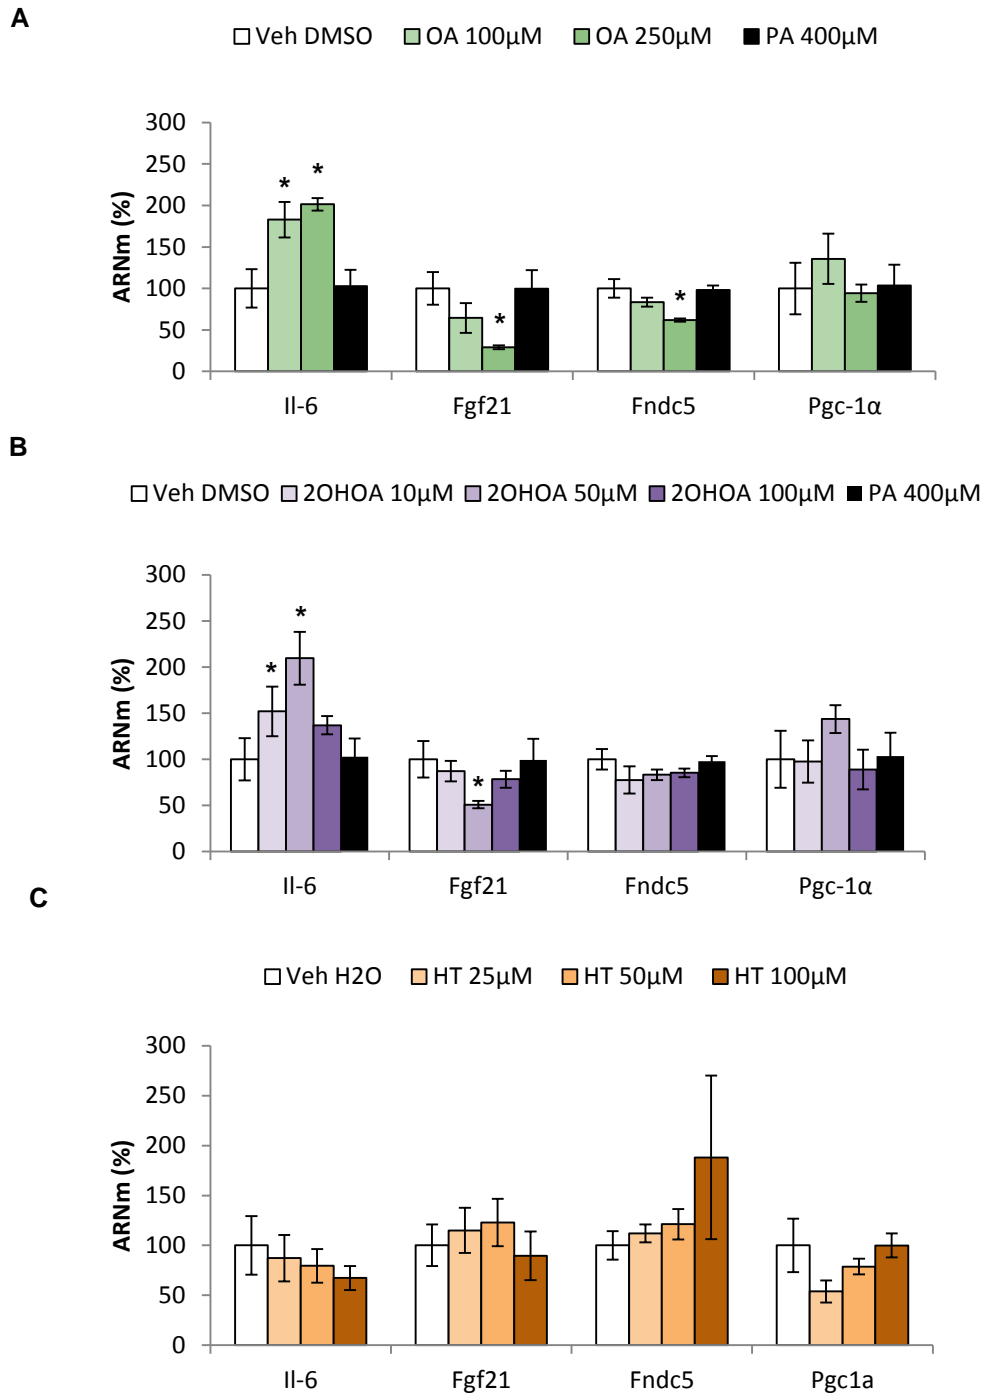 A
Veh DMSO OA 100µM OA 250µM PA 400µM
300
250
200
150
100
50
0
ARNm (%)
* *
*
*
Il-6 Fgf21 Fndc5 Pgc-1α
B
Veh DMSO 2OHOA 10µM 2OHOA 50µM 2OHOA 100µM PA 400µM
300
250
200
150
100
50
0
ARNm (%)
*
*
*
Il-6 Fgf21 Fndc5 Pgc-1α
C
Veh H2O HT 25µM HT 50µM HT 100µM
300
250
200
150
100
50
0
ARNm (%)
Il-6 Fgf21 Fndc5 Pgc1a